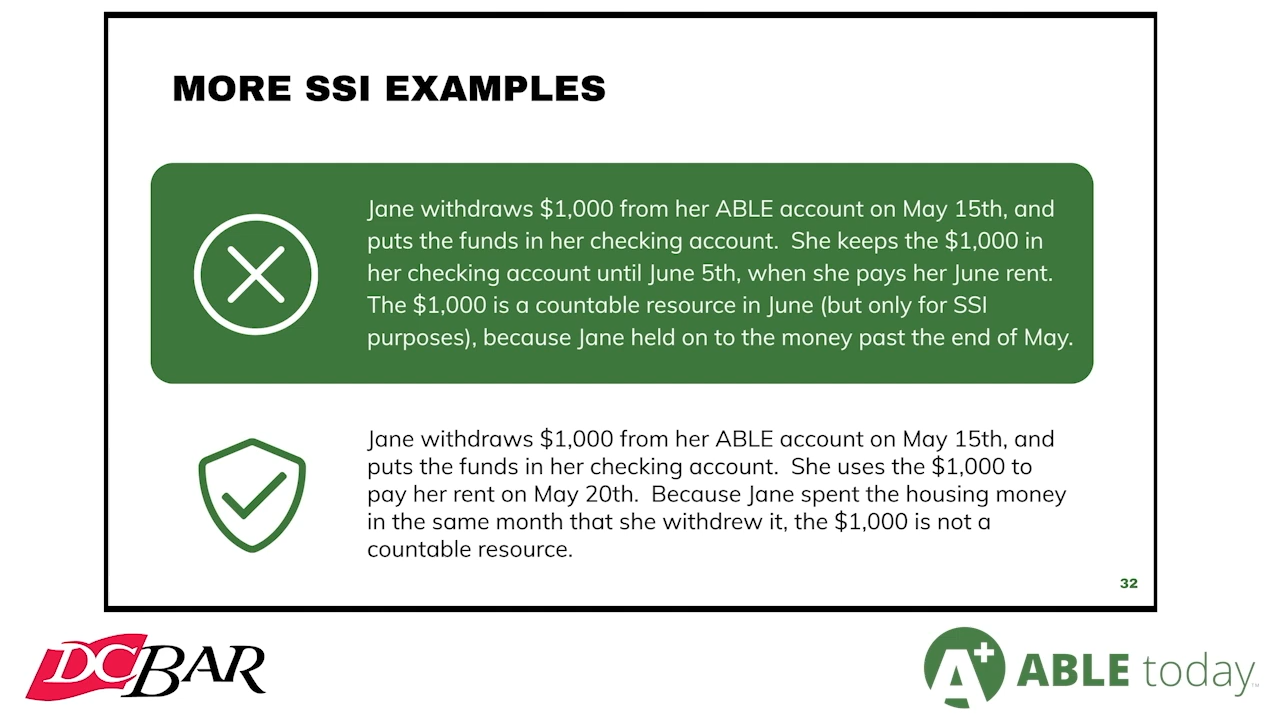 MORE SSI EXAMPLES
Jane withdraws $1,000 from her ABLE account on May 15th, and
puts the funds in her checking account.  She keeps the $1,000 in
her checking account until June 5th, when she pays her June rent.
The $1,000 is a countable resource in June (but only for SSI
purposes), because Jane held on to the money past the end of May.
Jane withdraws $1,000 from her ABLE account on May 15th, and
puts the funds in her checking account.  She uses the $1,000 to
pay her rent on May 20th.  Because Jane spent the housing money
in the same month that she withdrew it, the $1,000 is not a
countable resource.
32
DC BAR
A+ ABLE today™